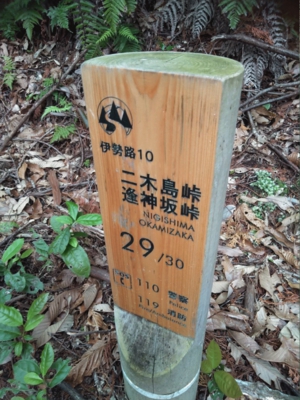 伊勢路10
二木島峠
逢神坂峠
NIGISHIMA
OKAMIZAKA
29/30
110 警察
Police
119 消防